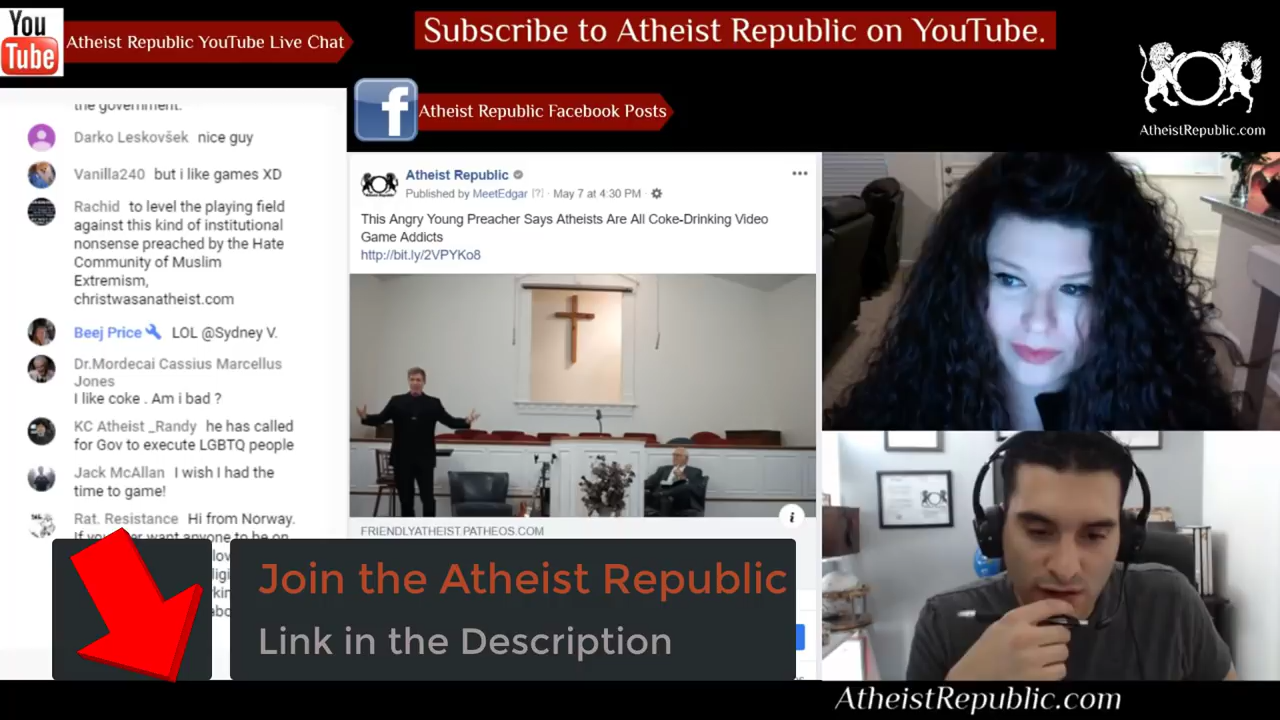 You
Tube
Atheist Republic YouTube Live Chat
Subscribe to Atheist Republic on YouTube.
AtheistRepublic.com
f
Atheist Republic Facebook Posts
the government.
Darko Leskovšek nice guy
Vanilla240 but i like games XD
Rachid to level the playing field
against this kind of institutional
nonsense preached by the Hate
Community of Muslim
Extremism,
christwasanatheist.com
Beej Price LOL @Sydney V.
Dr.Mordecai Cassius Marcellus
Jones
I like coke . Am i bad ?
KC Atheist _Randy he has called
for Gov to execute LGBTQ people
Jack McAllan I wish I had the
time to game!
Rat. Resistance Hi from Norway.
Atheist Republic
Published by MeetEdgar [?] · May 7 at 4:30 PM ·
This Angry Young Preacher Says Atheists Are All Coke-Drinking Video
Game Addicts
http://bit.ly/2VPYKo8
FRIENDLYATHEIST.PATHEOS.COM
Join the Atheist Republic
Link in the Description
AtheistRepublic.com